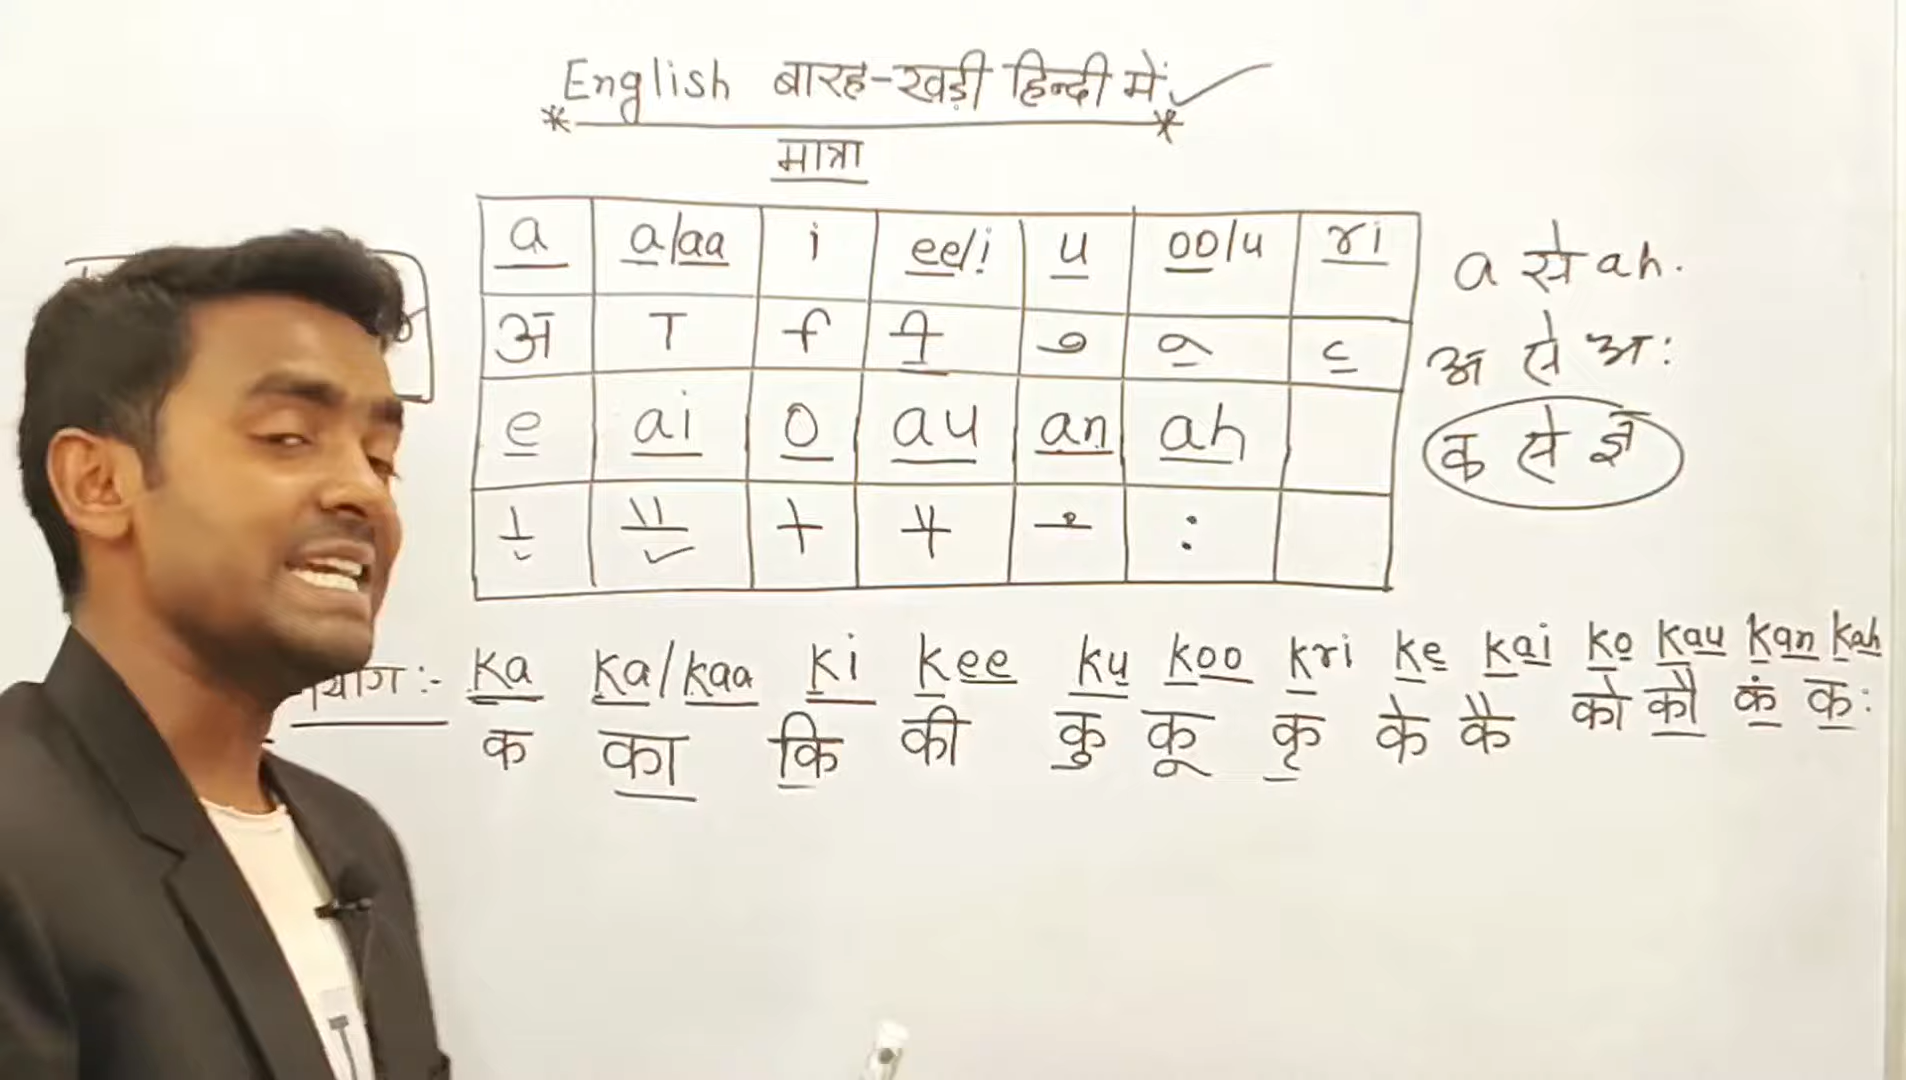 English बारह-खड़ी हिन्दी में
मात्रा
a a/aa i ee/i u oo/u ri
अ ा ि ी ु ू ृ
e ai o au an ah
े ै ो ौ ं :
a से ah.
अ से अ:
क से ज्ञ
ka ka/kaa ki kee ku koo kri ke kai ko kau kan kah
क का कि की कु कू कृ के कै को कौ कं क: